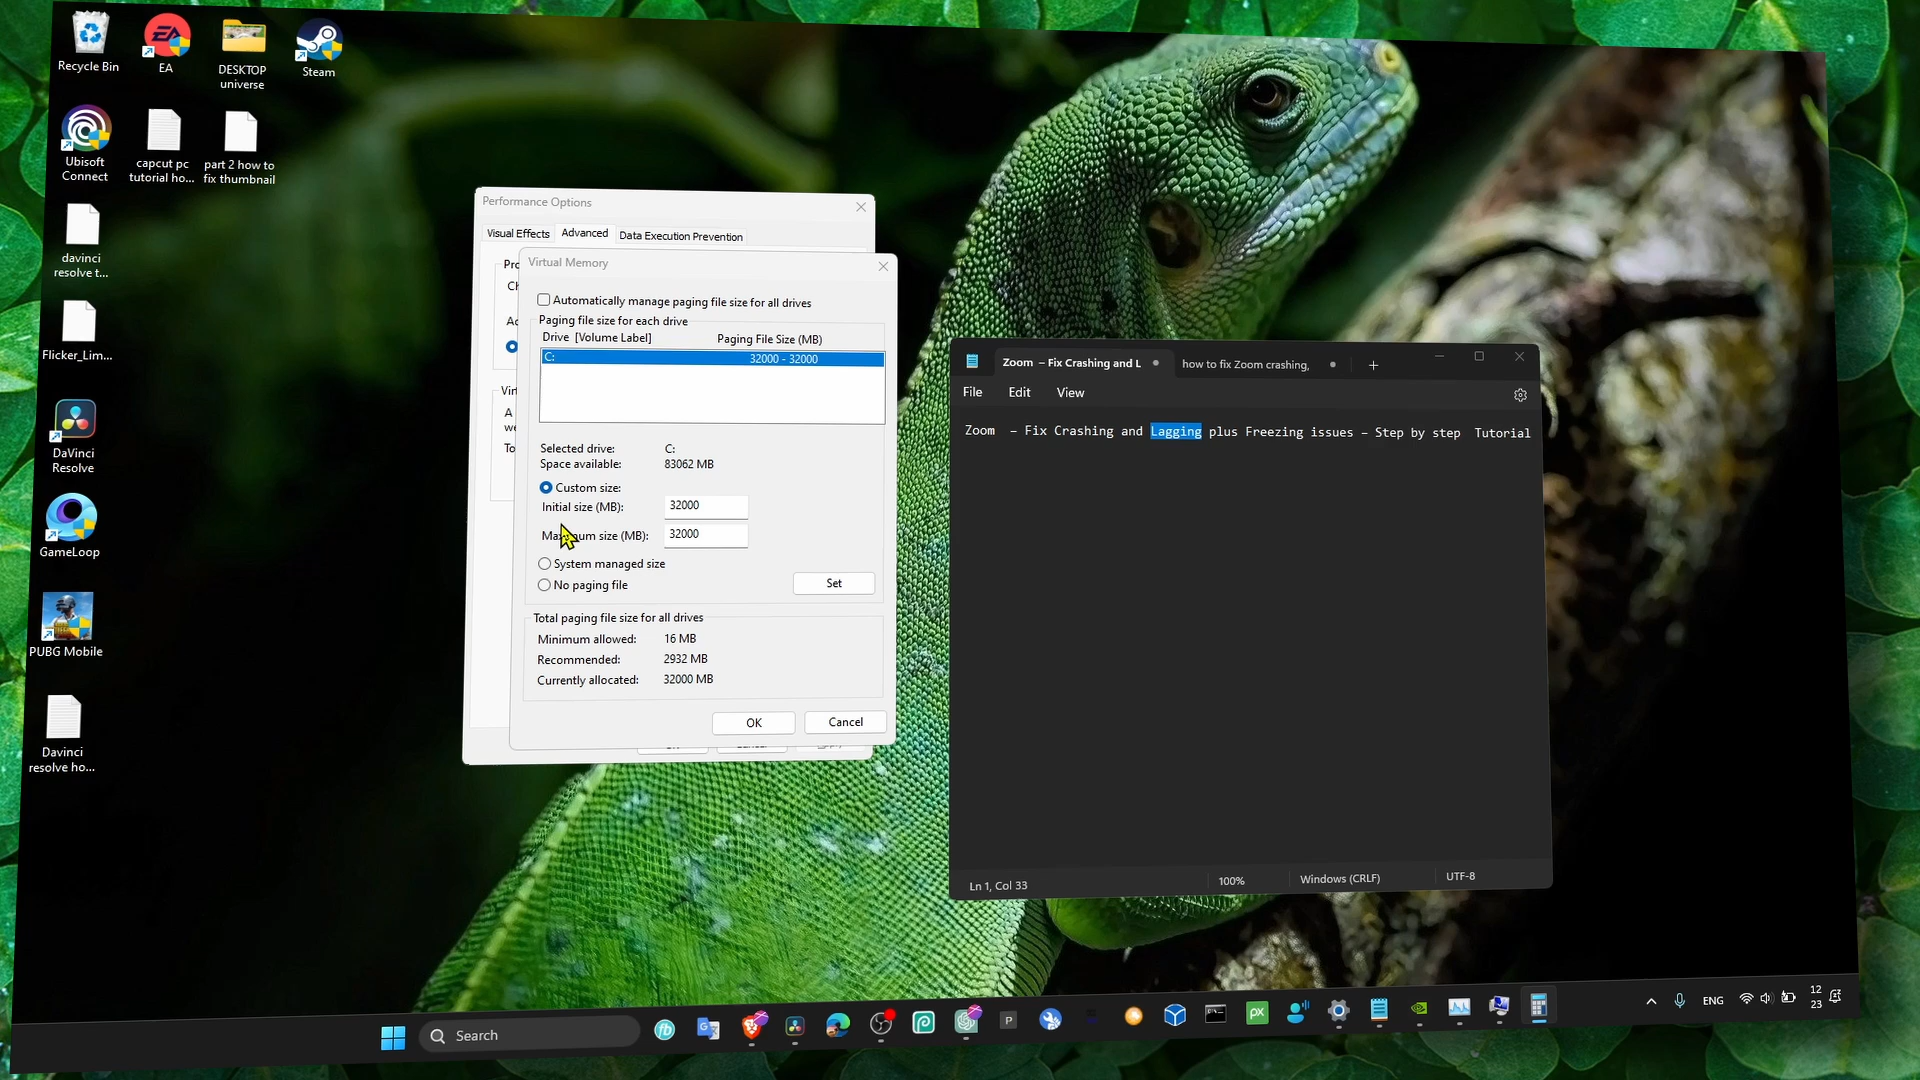 Recycle Bin
EA
DESKTOP
universe
Steam
Ubisoft
Connect
capcut pc
tutorial ho...
part 2 how to
fix thumbnail
davinci
resolve t...
Flicker_Lim...
DaVinci
Resolve
GameLoop
PUBG Mobile
Davinci
resolve ho...
Performance Options
Visual Effects
Advanced
Data Execution Prevention
Virtual Memory
Automatically manage paging file size for all drives
Paging file size for each drive
Drive [Volume Label]
Paging File Size (MB)
C:
32000 - 32000
Selected drive:
C:
Space available:
83062 MB
Custom size:
Initial size (MB):
32000
size (MB):
32000
System managed size
No paging file
Set
Total paging file size for all drives
Minimum allowed:
16 MB
Recommended:
2932 MB
Currently allocated:
32000 MB
OK
Cancel
Zoom – Fix Crashing and L
how to fix Zoom crashing,
File
Edit
View
Zoom – Fix Crashing and Lagging plus Freezing issues – Step by step Tutorial
Ln 1, Col 33
100%
Windows (CRLF)
UTF-8
Search
ENG
12
23